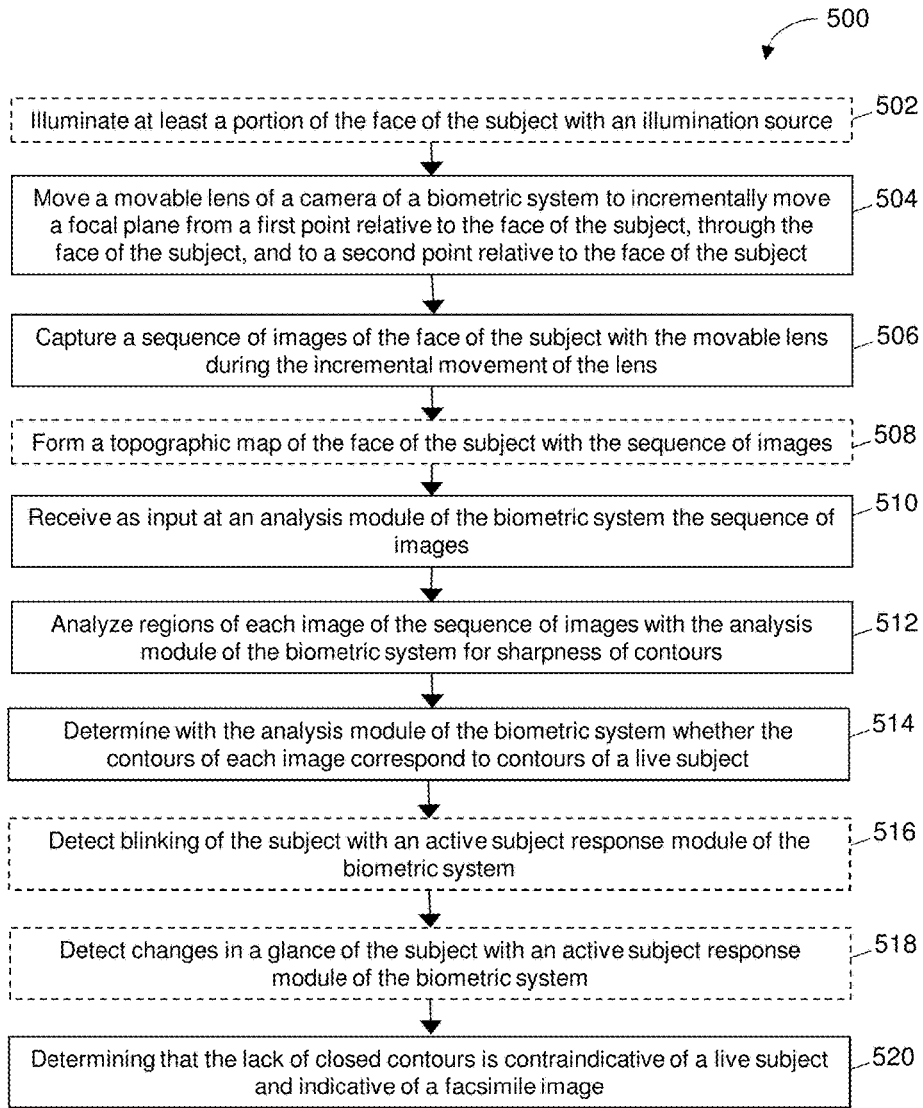 500
Illuminate at least a portion of the face of the subject with an illumination source
502
Move a movable lens of a camera of a biometric system to incrementally move
a focal plane from a first point relative to the face of the subject, through the
face of the subject, and to a second point relative to the face of the subject
504
Capture a sequence of images of the face of the subject with the movable lens
during the incremental movement of the lens
506
Form a topographic map of the face of the subject with the sequence of images
508
Receive as input at an analysis module of the biometric system the sequence of
images
510
Analyze regions of each image of the sequence of images with the analysis
module of the biometric system for sharpness of contours
512
Determine with the analysis module of the biometric system whether the
contours of each image correspond to contours of a live subject
514
Detect blinking of the subject with an active subject response module of the
biometric system
516
Detect changes in a glance of the subject with an active subject response
module of the biometric system
518
Determining that the lack of closed contours is contraindicative of a live subject
and indicative of a facsimile image
520